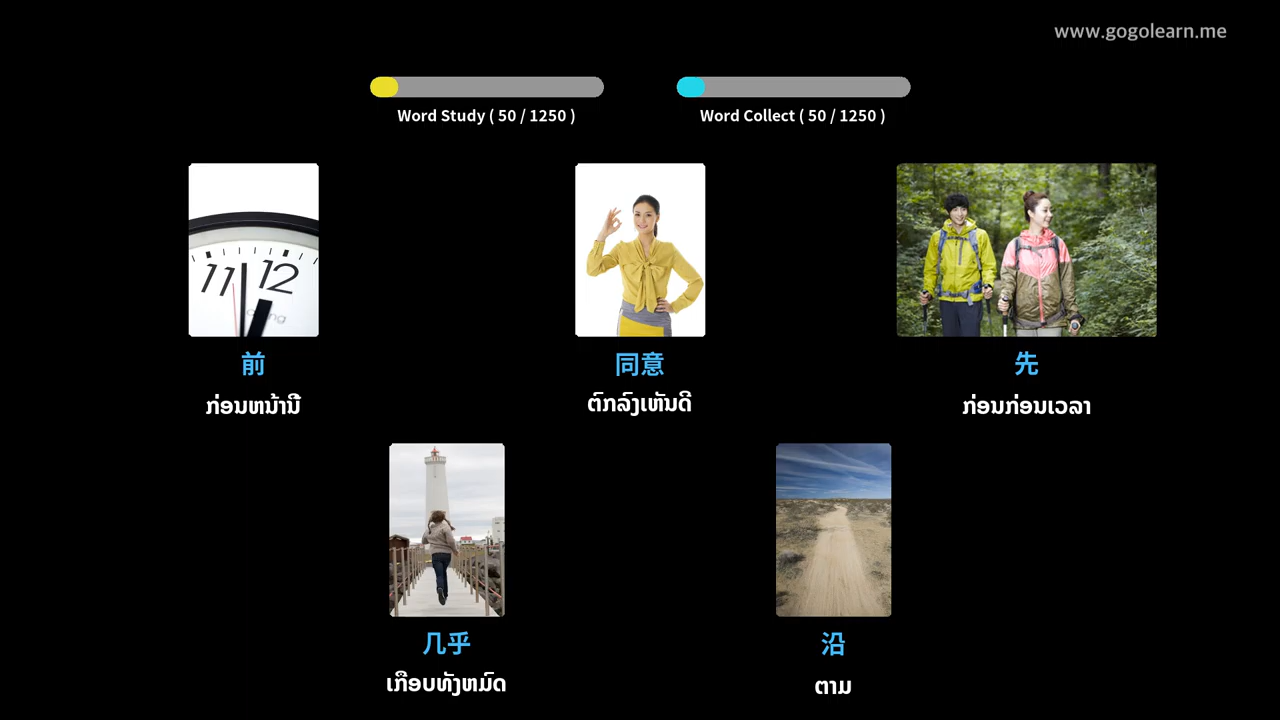 www.gogolearn.me
Word Study ( 50 / 1250 )
Word Collect ( 50 / 1250 )
11 12
前
ກ່ອນຫນ້ານີ້
同意
ຕົກລົງເຫັນດີ
先
ກ່ອນກ່ອນເວລາ
几乎
ເກືອບທັງຫມົດ
沿
ຕາມ